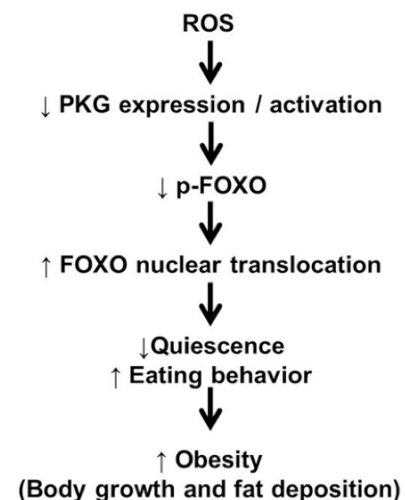 ROS
↓ PKG expression / activation
↓ p-FOXO
↑ FOXO nuclear translocation
↓Quiescence
↑ Eating behavior
↑ Obesity
(Body growth and fat deposition)